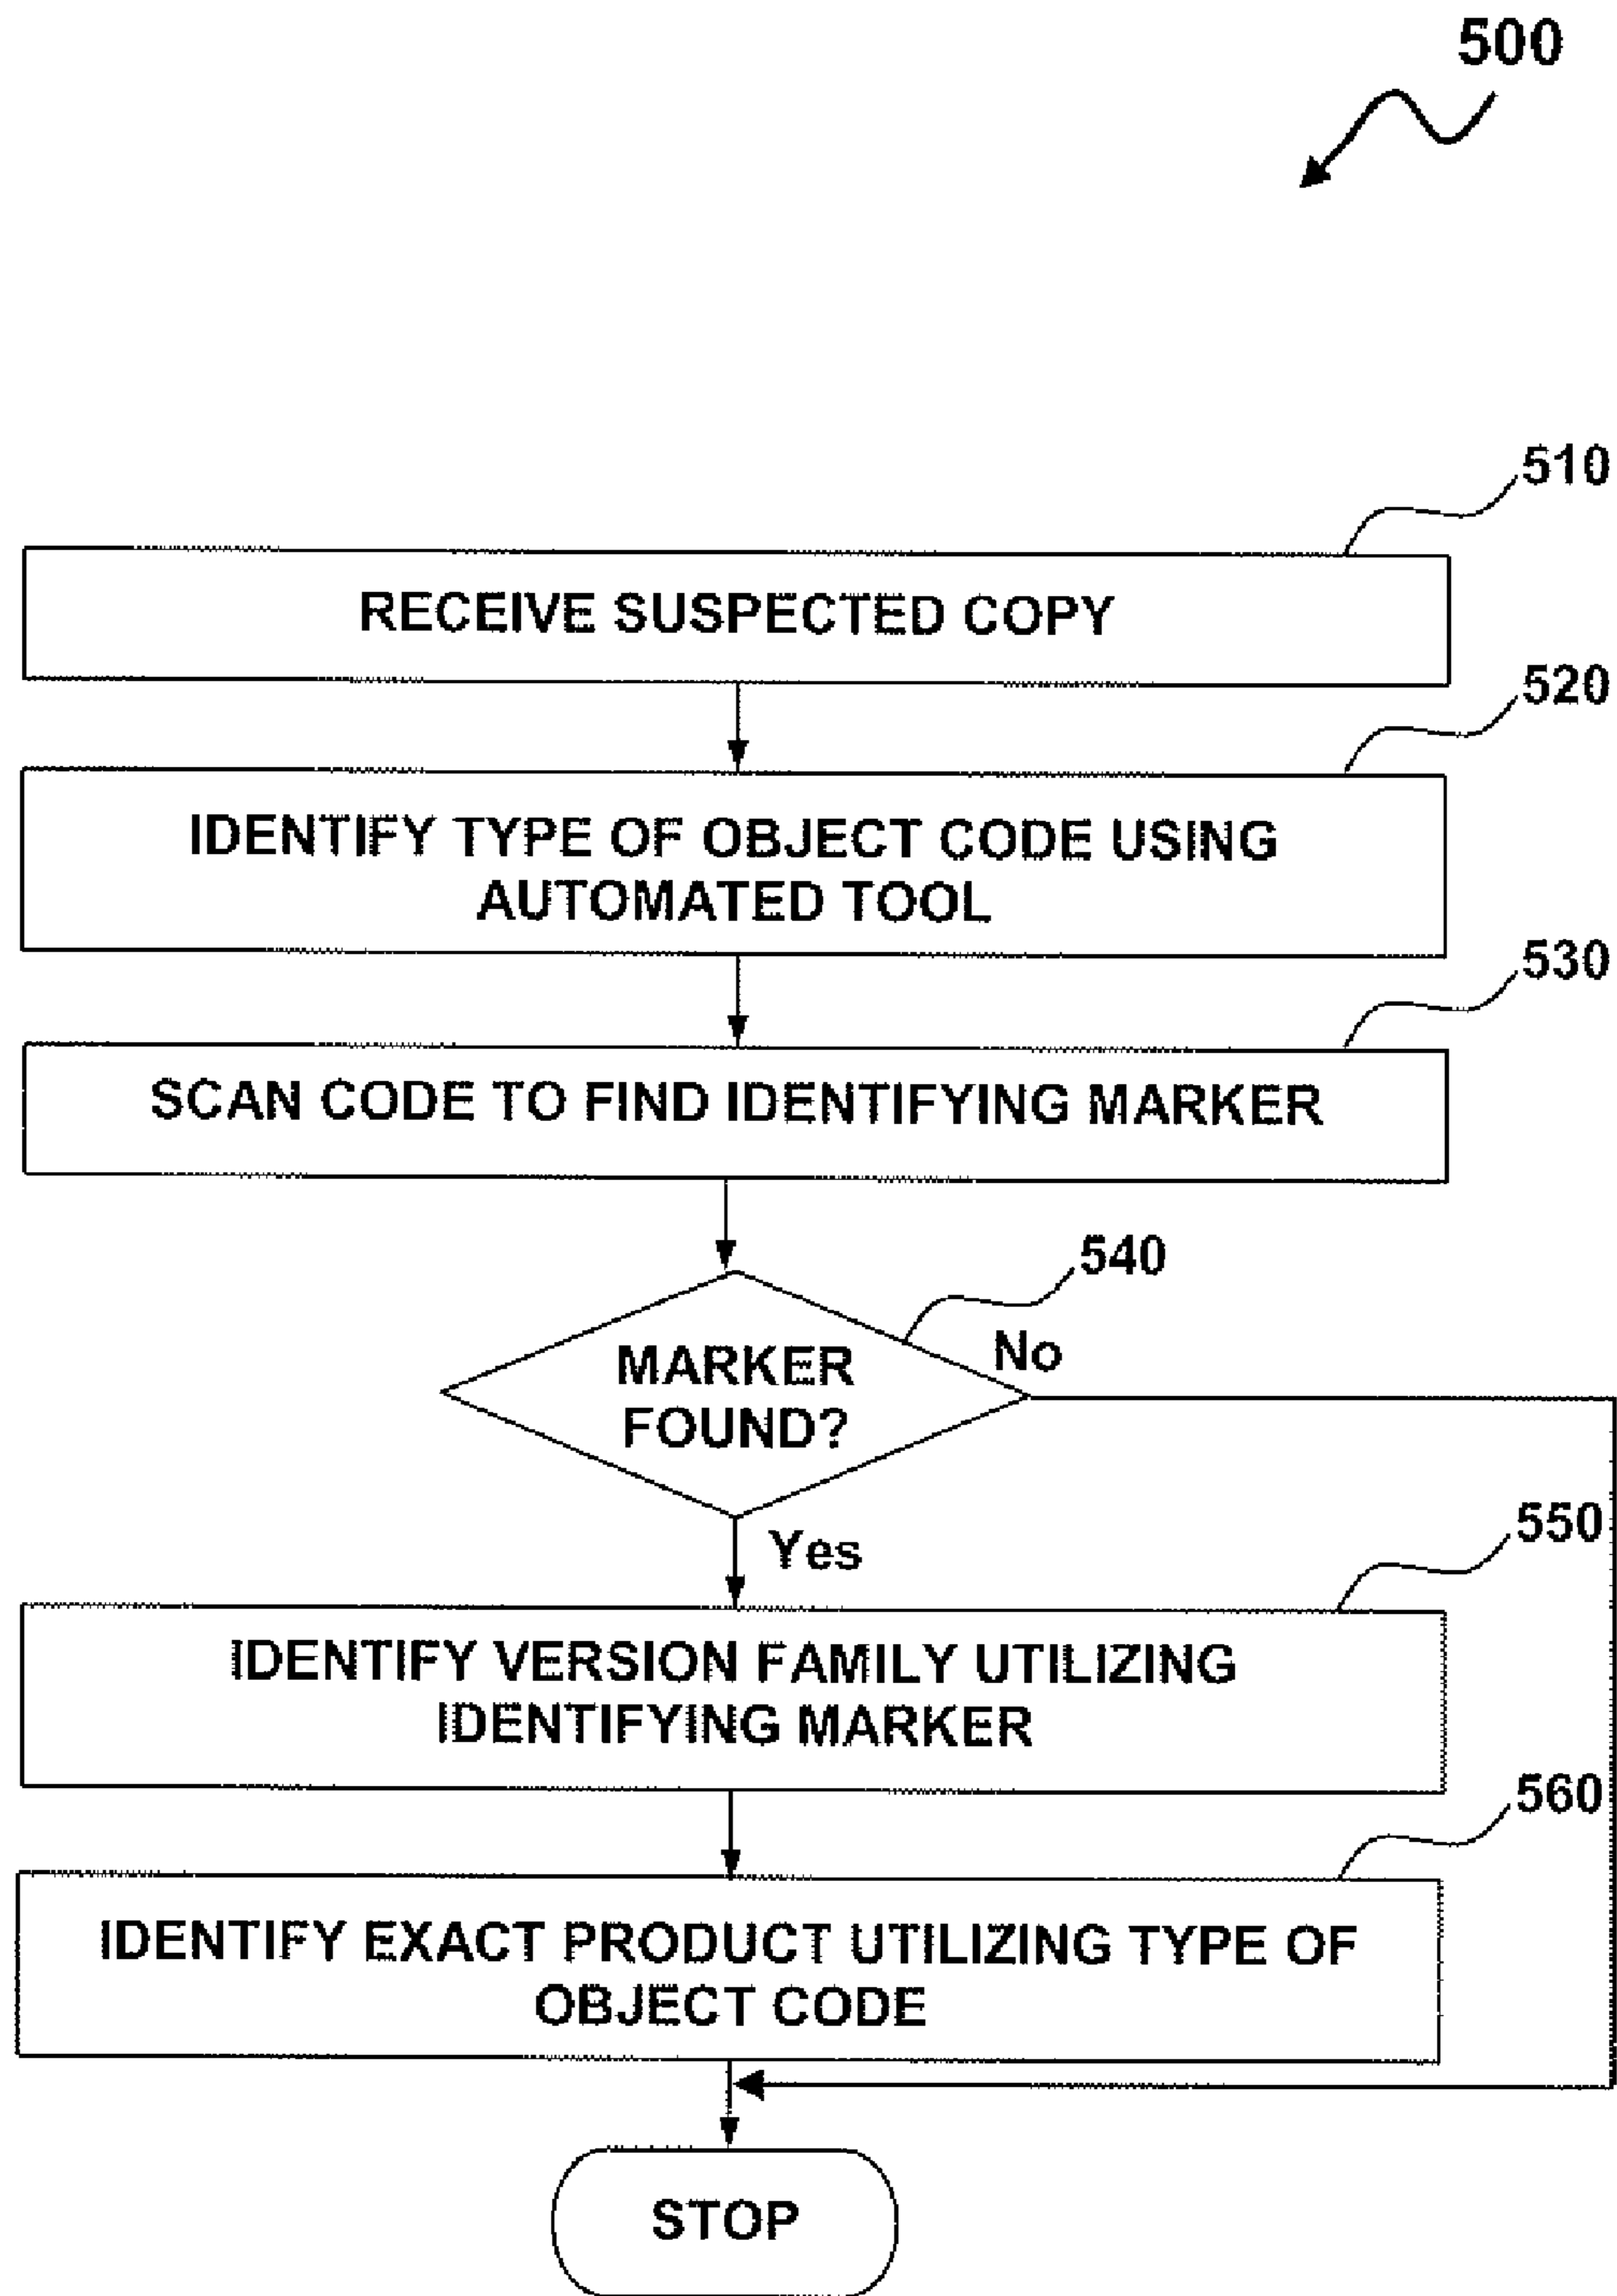 500
510
RECEIVE SUSPECTED COPY
520
IDENTIFY TYPE OF OBJECT CODE USING
AUTOMATED TOOL
530
SCAN CODE TO FIND IDENTIFYING MARKER
540
MARKER
FOUND?
No
Yes
550
IDENTIFY VERSION FAMILY UTILIZING
IDENTIFYING MARKER
560
IDENTIFY EXACT PRODUCT UTILIZING TYPE OF
OBJECT CODE
STOP